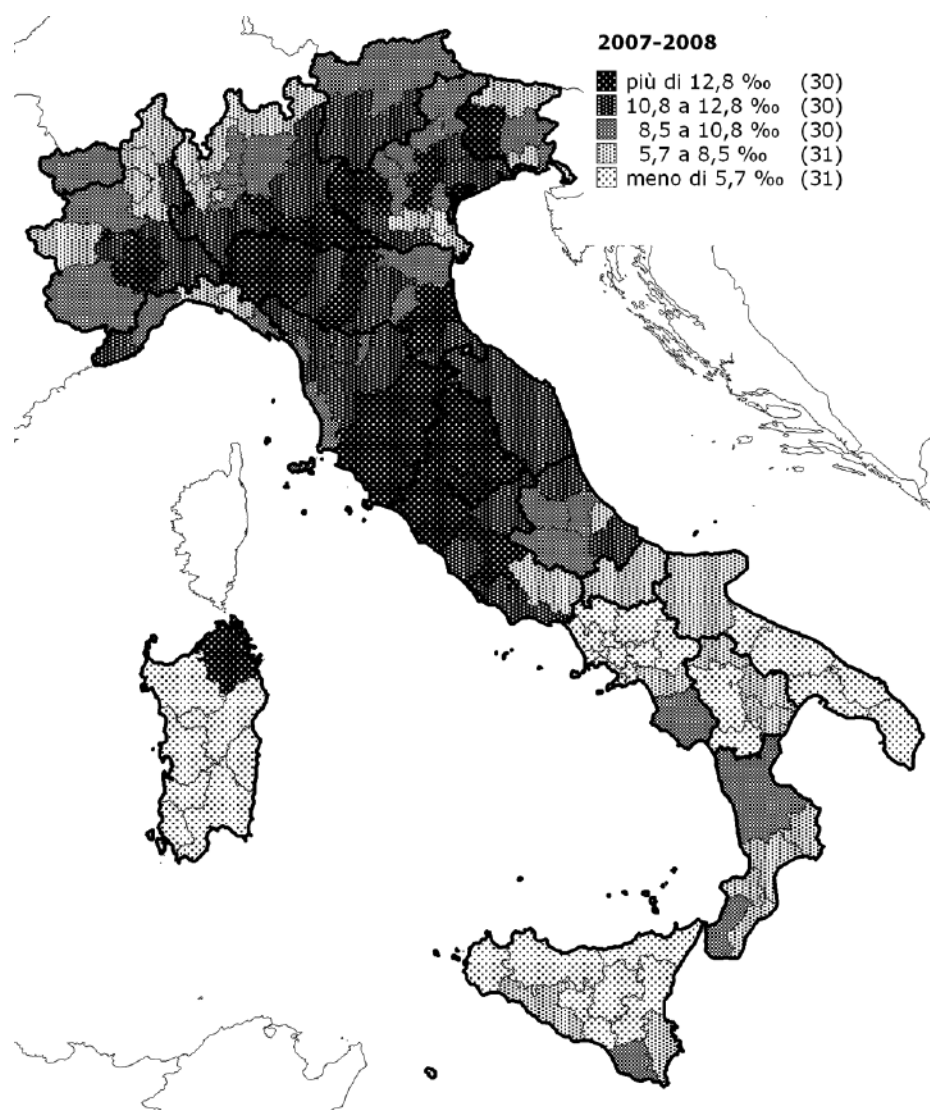 2007-2008
più di 12,8 ‰ (30)
10,8 a 12,8 ‰ (30)
8,5 a 10,8 ‰ (30)
5,7 a 8,5 ‰ (31)
meno di 5,7 ‰ (31)